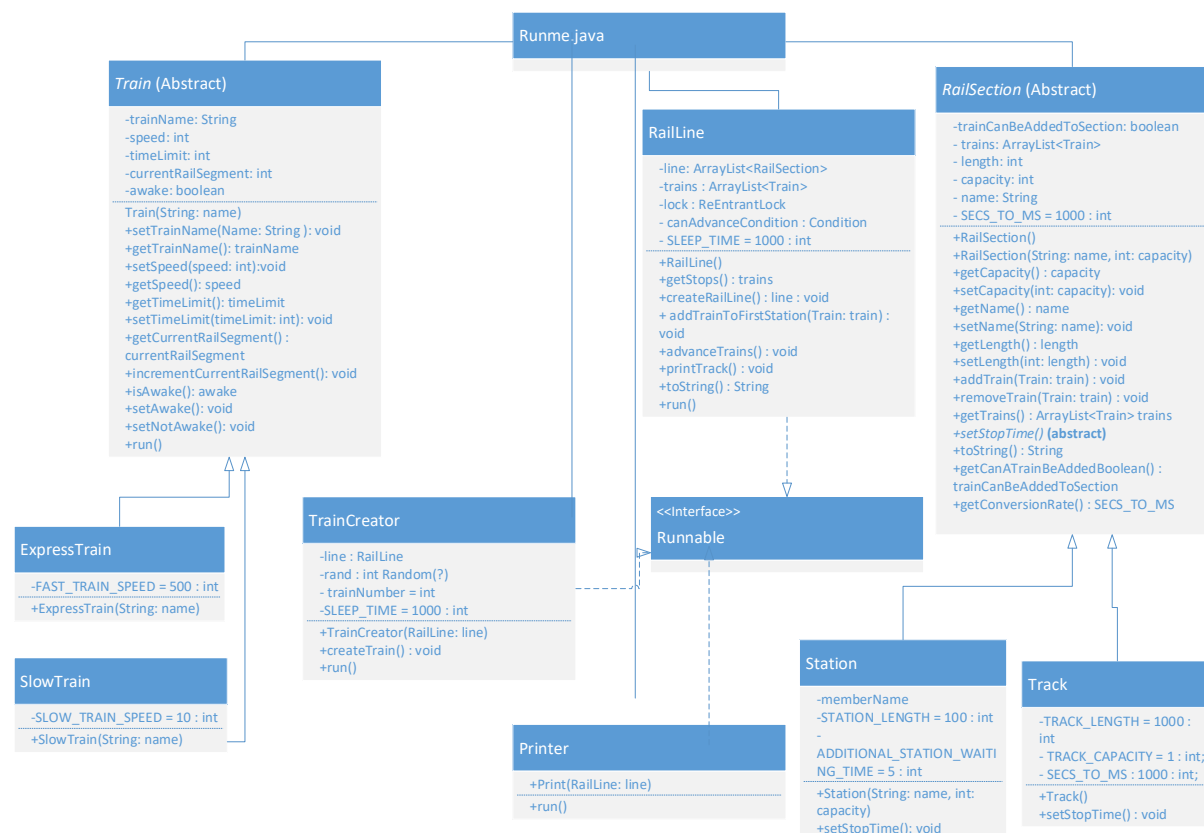 Runme.java
Train (Abstract)
-trainName: String
-speed: int
-timeLimit: int
-currentRailSegment: int
-awake: boolean
Train(String: name)
+setTrainName(Name: String ): void
+getTrainName(): trainName
+setSpeed(speed: int):void
+getSpeed(): speed
+getTimeLimit(): timeLimit
+setTimeLimit(timeLimit: int): void
+getCurrentRailSegment() :
currentRailSegment
+incrementCurrentRailSegment(): void
+isAwake(): awake
+setAwake(): void
+setNotAwake(): void
+run()
RailLine
-line: ArrayList<RailSection>
-trains : ArrayList<Train>
-lock : ReEntrantLock
- canAdvanceCondition : Condition
- SLEEP_TIME = 1000 : int
+RailLine()
+getStops() : trains
+createRailLine() : line : void
+ addTrainToFirstStation(Train: train) :
void
+advanceTrains() : void
+printTrack() : void
+toString() : String
+run()
RailSection (Abstract)
-trainCanBeAddedToSection: boolean
- trains: ArrayList<Train>
- length: int
- capacity: int
- name: String
- SECS_TO_MS = 1000 : int
+RailSection()
+RailSection(String: name, int: capacity)
+getCapacity() : capacity
+setCapacity(int: capacity): void
+getName() : name
+setName(String: name): void
+getLength() : length
+setLength(int: length) : void
+addTrain(Train: train) : void
+removeTrain(Train: train) : void
+getTrains() : ArrayList<Train> trains
+setStopTime() (abstract)
+toString() : String
+getCanATrainBeAddedBoolean() :
trainCanBeAddedToSection
+getConversionRate() : SECS_TO_MS
ExpressTrain
-FAST_TRAIN_SPEED = 500 : int
+ExpressTrain(String: name)
SlowTrain
-SLOW_TRAIN_SPEED = 10 : int
+SlowTrain(String: name)
TrainCreator
-line : RailLine
-rand : int Random(?)
- trainNumber = int
-SLEEP_TIME = 1000 : int
+TrainCreator(RailLine: line)
+createTrain() : void
+run()
<<Interface>>
Runnable
Printer
+Print(RailLine: line)
+run()
Station
-memberName
-STATION_LENGTH = 100 : int
-
ADDITIONAL_STATION_WAITI
NG_TIME = 5 : int
+Station(String: name, int:
capacity)
+setStopTime(): void
Track
-TRACK_LENGTH = 1000 :
int
- TRACK_CAPACITY = 1 : int;
- SECS_TO_MS : 1000 : int;
+Track()
+setStopTime() : void